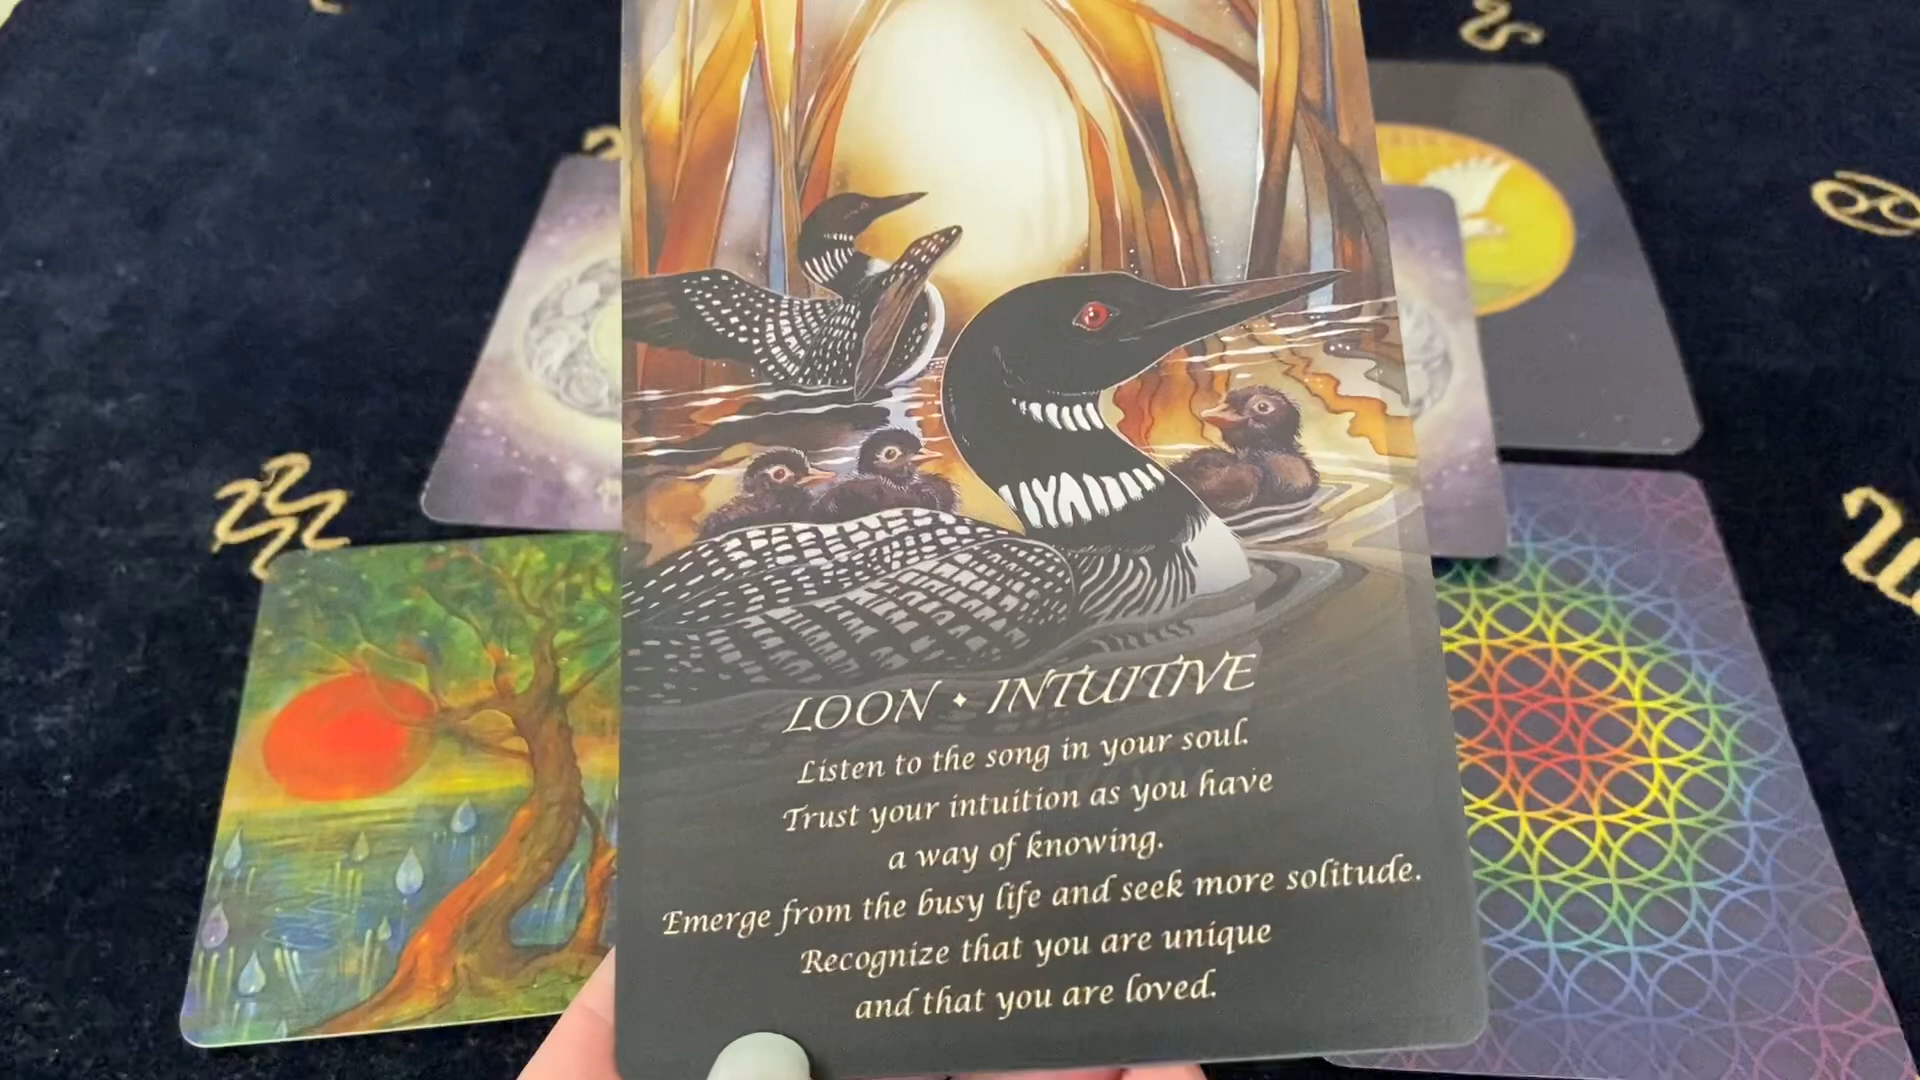 LOON ✦ INTUITIVE
Listen to the song in your soul.
Trust your intuition as you have
a way of knowing.
Emerge from the busy life and seek more solitude.
Recognize that you are unique
and that you are loved.